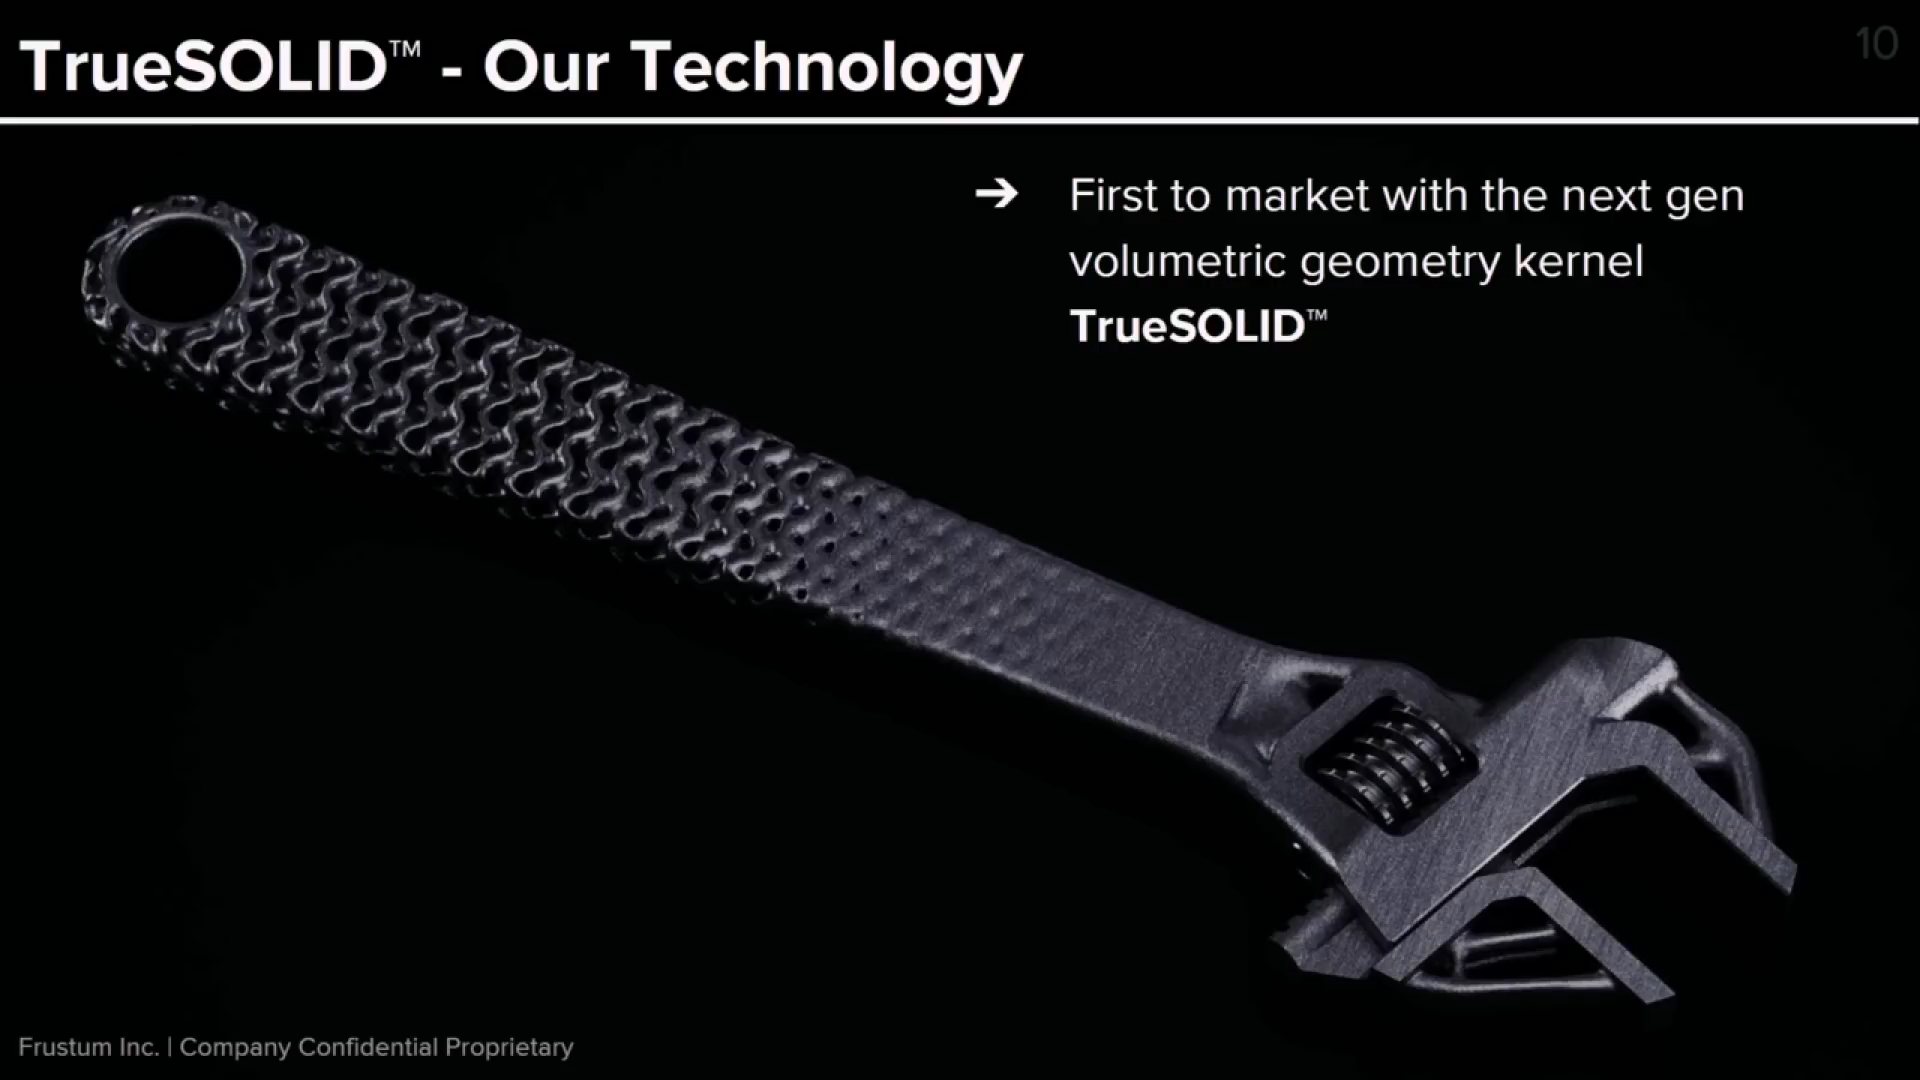 TrueSOLID™ - Our Technology
10
➔ First to market with the next gen
volumetric geometry kernel
TrueSOLID™
Frustum Inc. | Company Confidential Proprietary